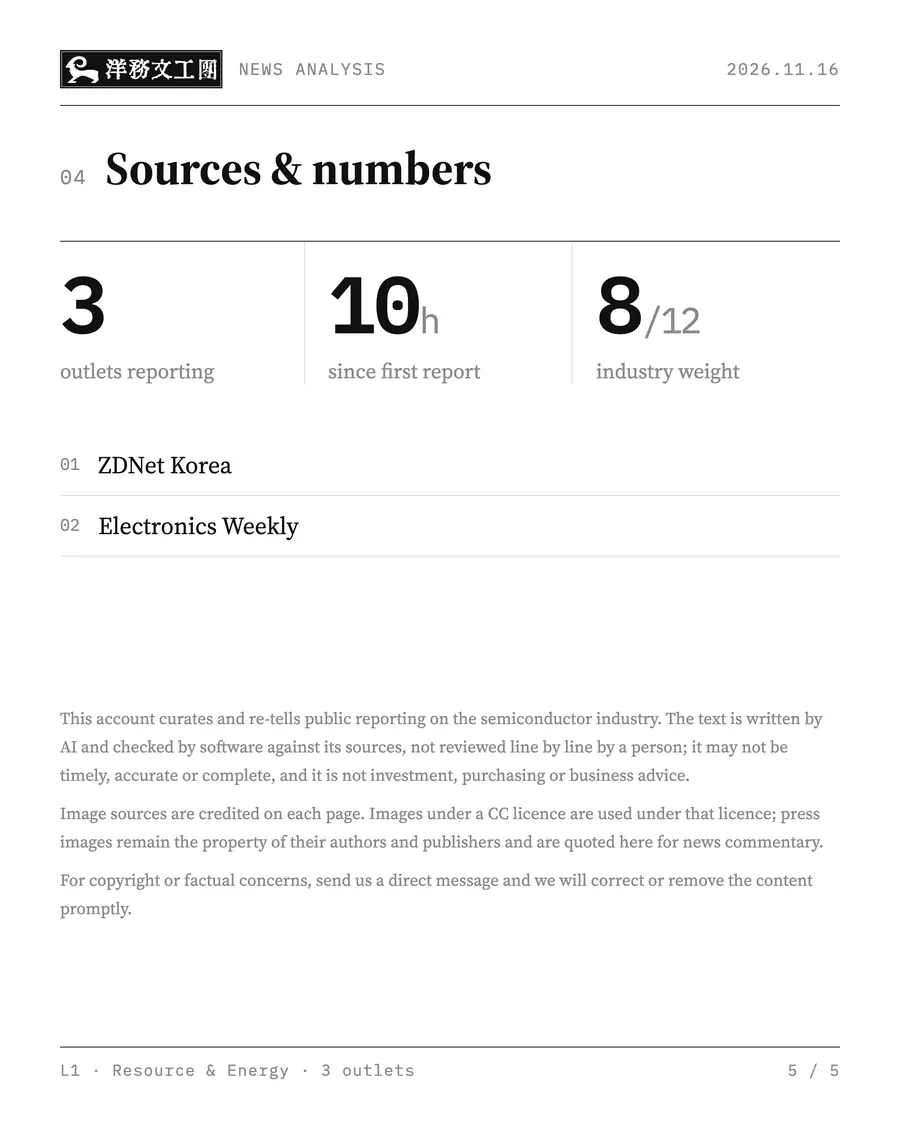 洋務文工團 NEWS ANALYSIS 2026.11.16
04 Sources & numbers
3 10h 8/12
outlets reporting since first report industry weight
01 ZDNet Korea
02 Electronics Weekly
This account curates and re-tells public reporting on the semiconductor industry. The text is written by
AI and checked by software against its sources, not reviewed line by line by a person; it may not be
timely, accurate or complete, and it is not investment, purchasing or business advice.
Image sources are credited on each page. Images under a CC licence are used under that licence; press
images remain the property of their authors and publishers and are quoted here for news commentary.
For copyright or factual concerns, send us a direct message and we will correct or remove the content
promptly.
L1 · Resource & Energy · 3 outlets 5 / 5